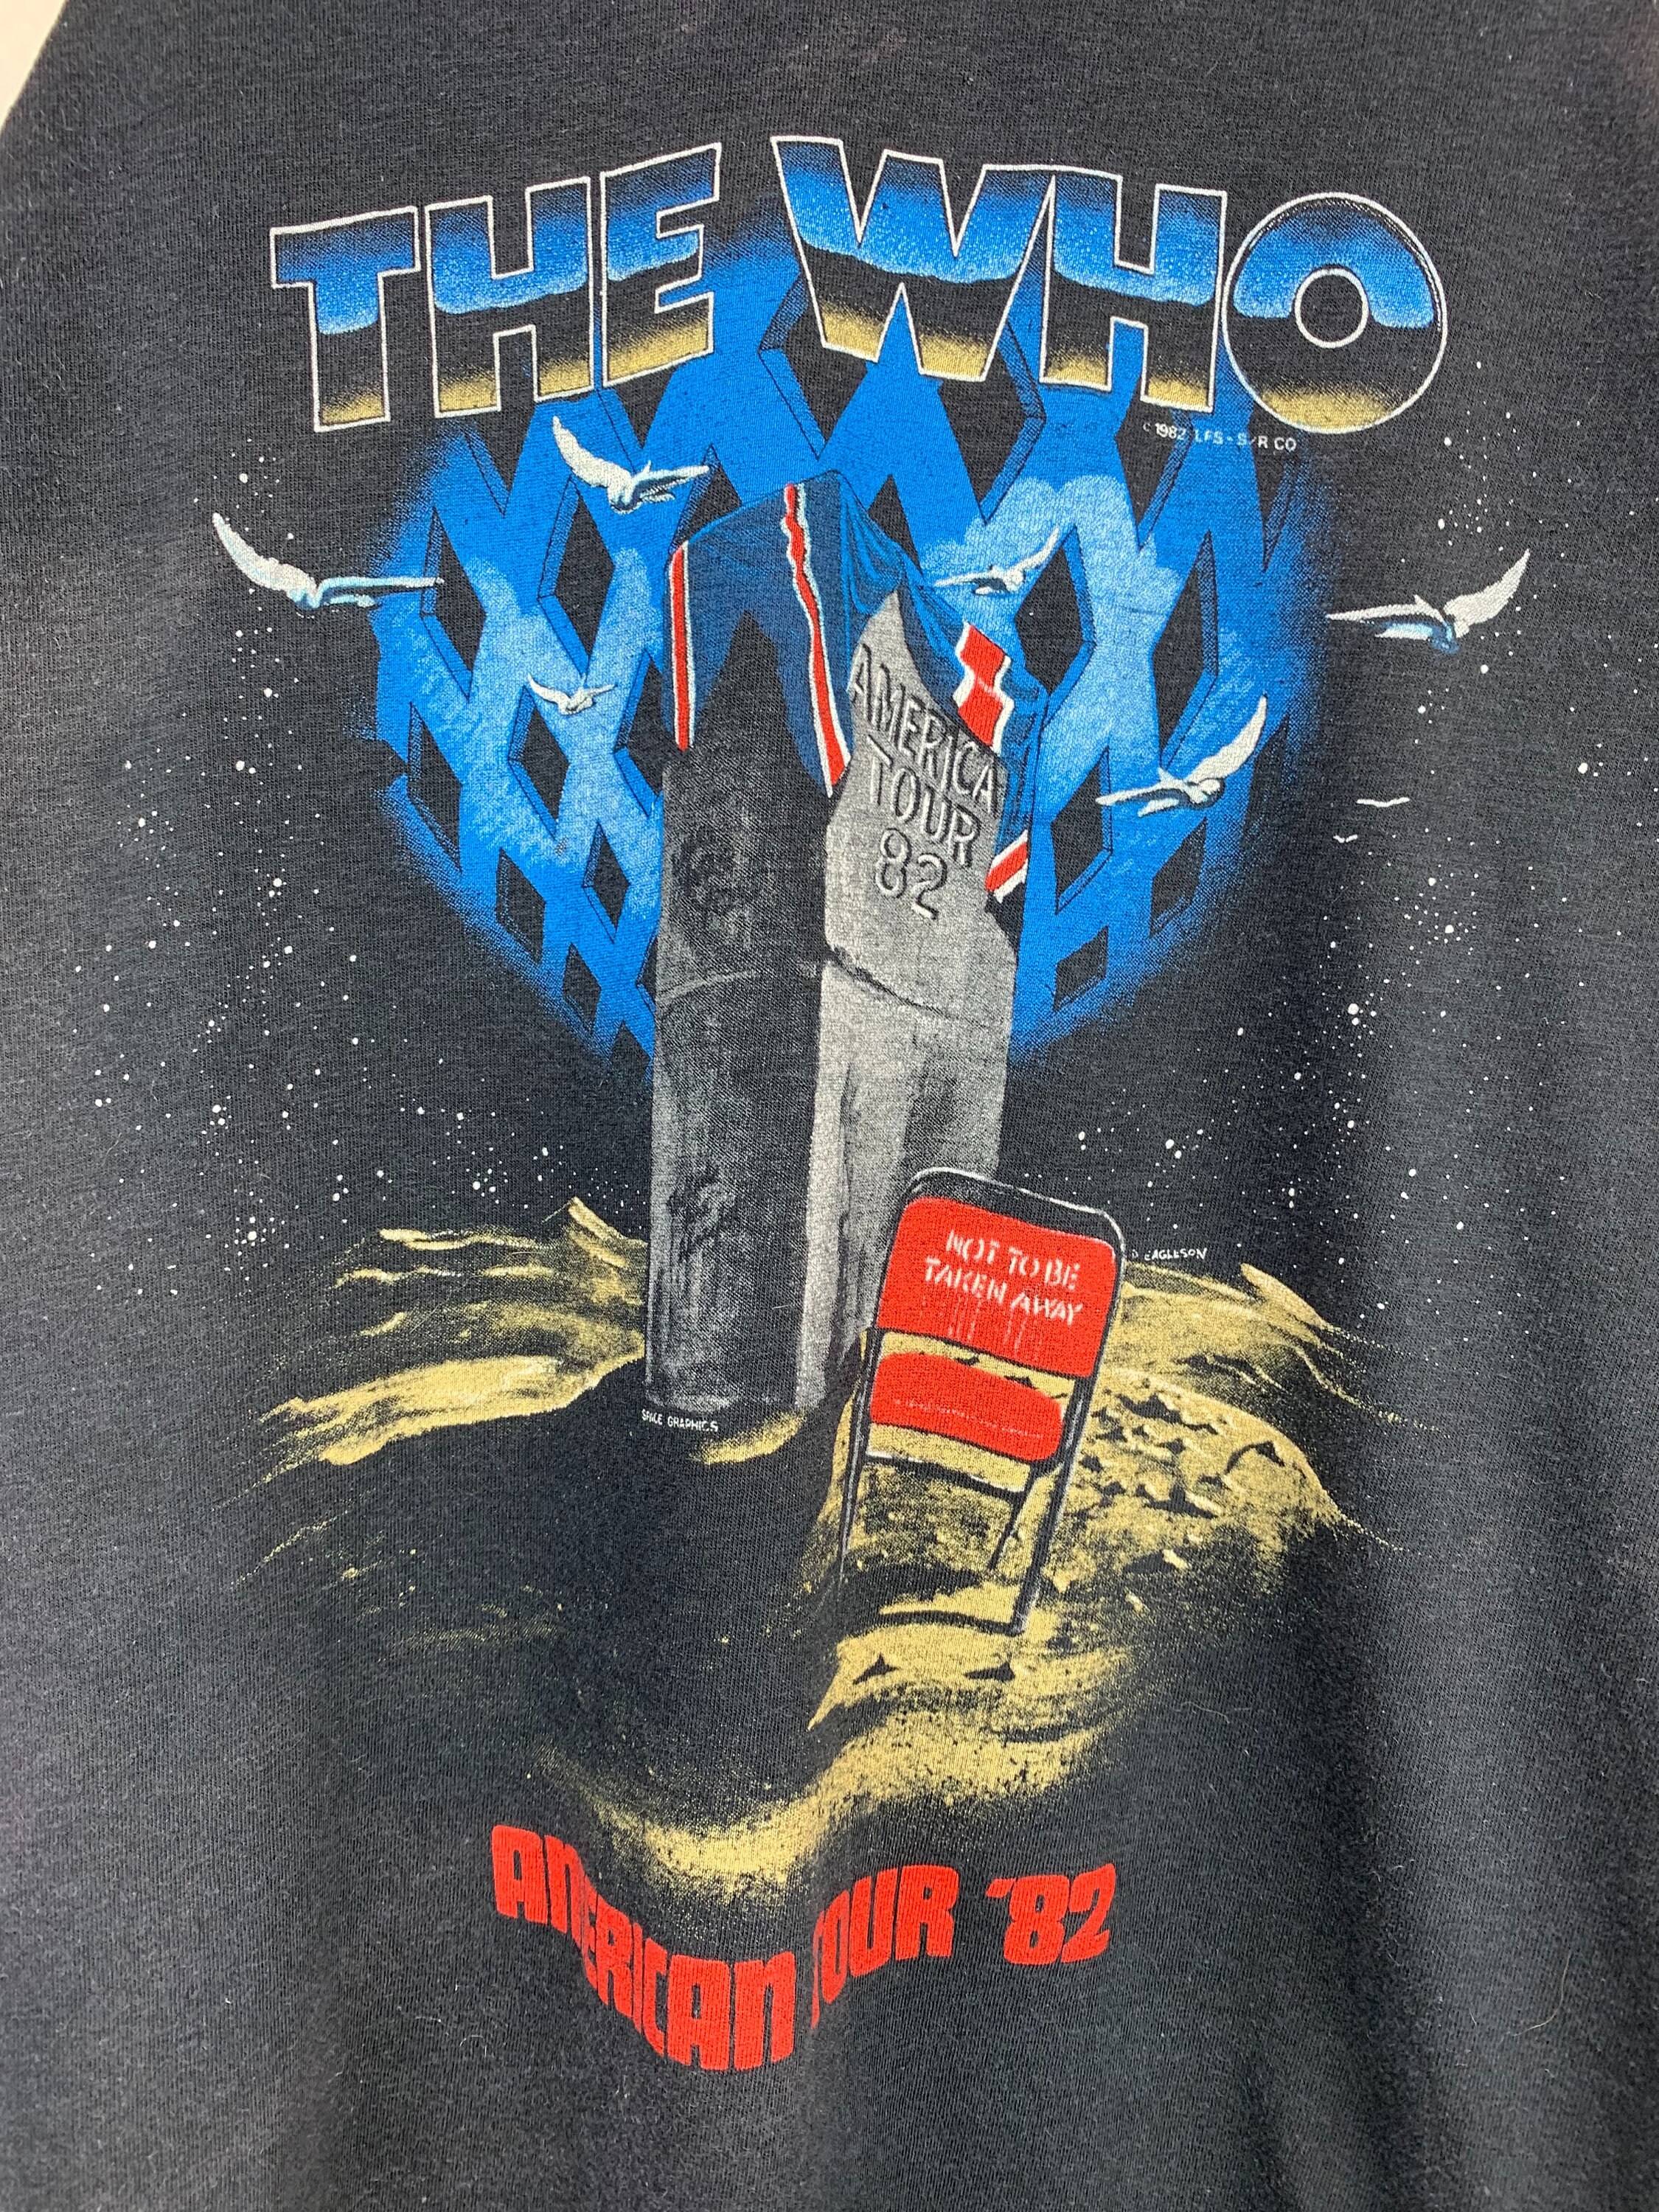 THE WHO
© 1982 LFS - S/R CO
AMERICA
TOUR
82
NOT TO BE
TAKEN AWAY
D EAGLESON
SPACE GRAPHICS
AMERICAN TOUR '82